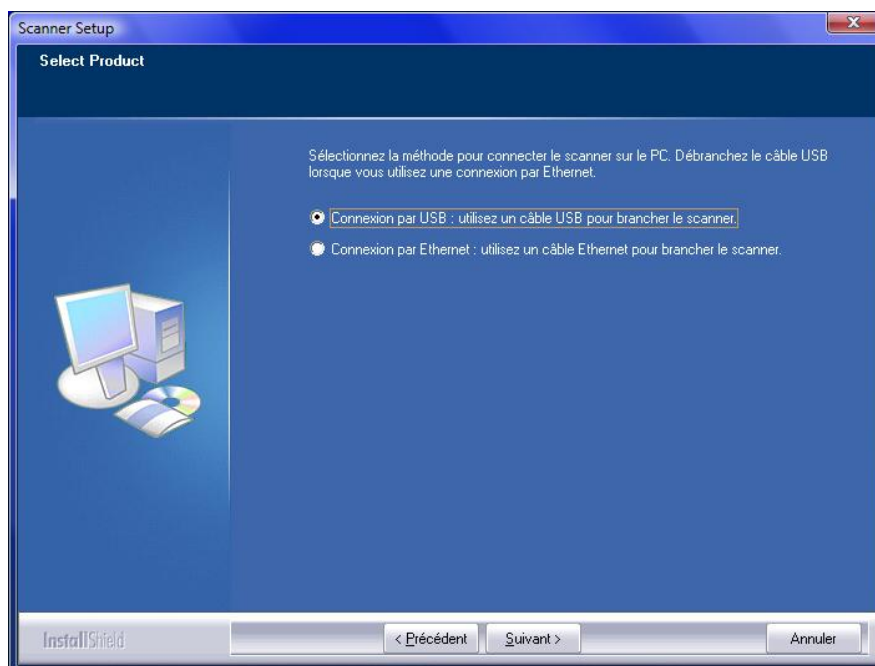 Scanner Setup
Select Product
Sélectionnez la méthode pour connecter le scanner sur le PC. Débranchez le câble USB
lorsque vous utilisez une connexion par Ethernet.
Connexion par USB : utilisez un câble USB pour brancher le scanner.
Connexion par Ethernet : utilisez un câble Ethernet pour brancher le scanner.
InstallShield
< Précédent
Suivant >
Annuler